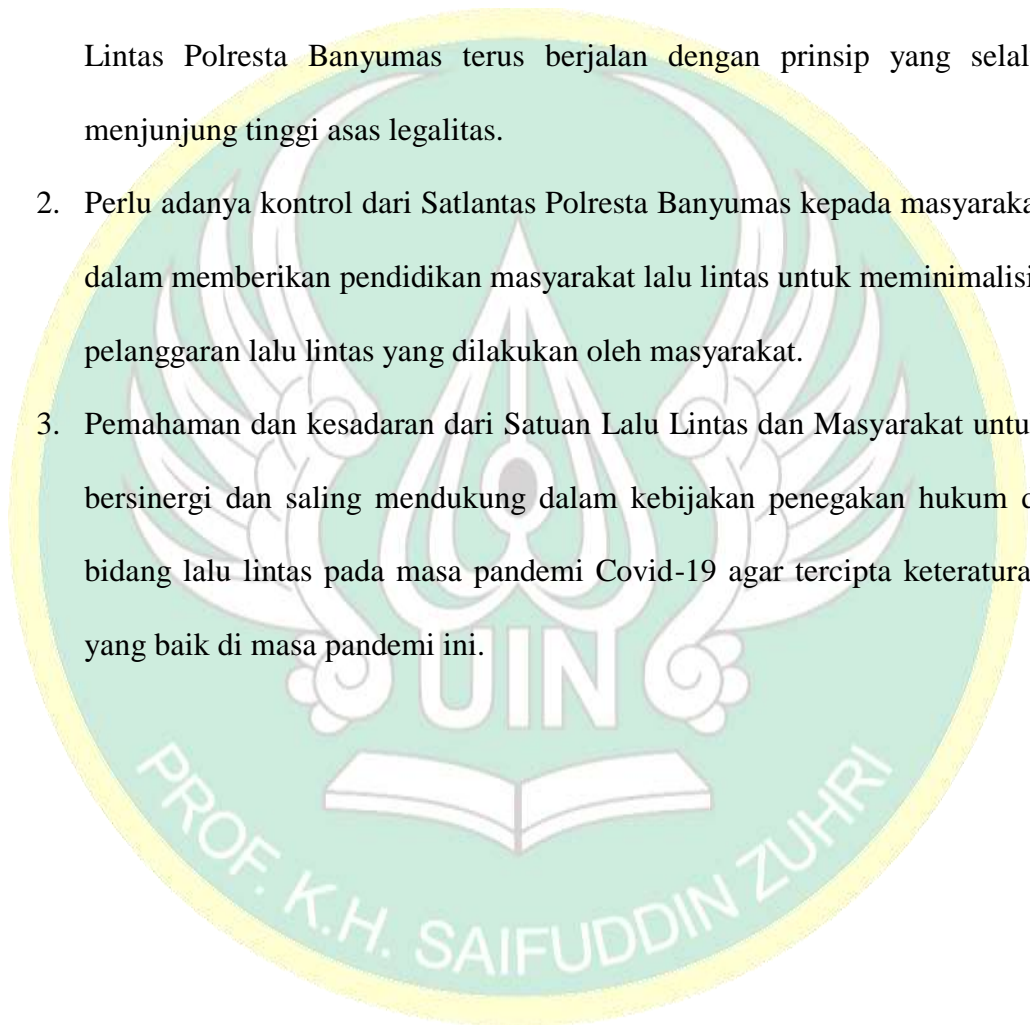 Lintas Polresta Banyumas terus berjalan dengan prinsip yang selal
menjunjung tinggi asas legalitas.
2. Perlu adanya kontrol dari Satlantas Polresta Banyumas kepada masyaraka
dalam memberikan pendidikan masyarakat lalu lintas untuk meminimalisi
pelanggaran lalu lintas yang dilakukan oleh masyarakat.
3. Pemahaman dan kesadaran dari Satuan Lalu Lintas dan Masyarakat untu
bersinergi dan saling mendukung dalam kebijakan penegakan hukum d
bidang lalu lintas pada masa pandemi Covid-19 agar tercipta keteratura
yang baik di masa pandemi ini.
UIN
PROF. K.H. SAIFUDDIN ZUHRI